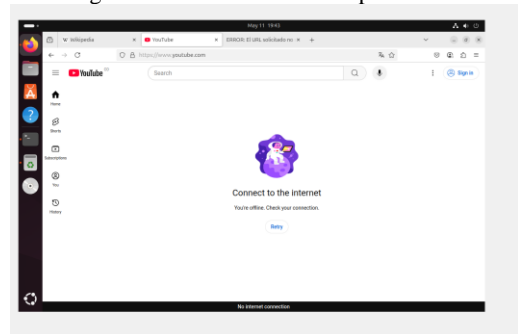 May 11 19:43
Wikipedia
YouTube
ERROR: El URL solicitado no
https://www.youtube.com
YouTube
Search
Sign in
Home
Shorts
Subscriptions
You
History
Connect to the internet
You're offline. Check your connection.
Retry
No internet connection